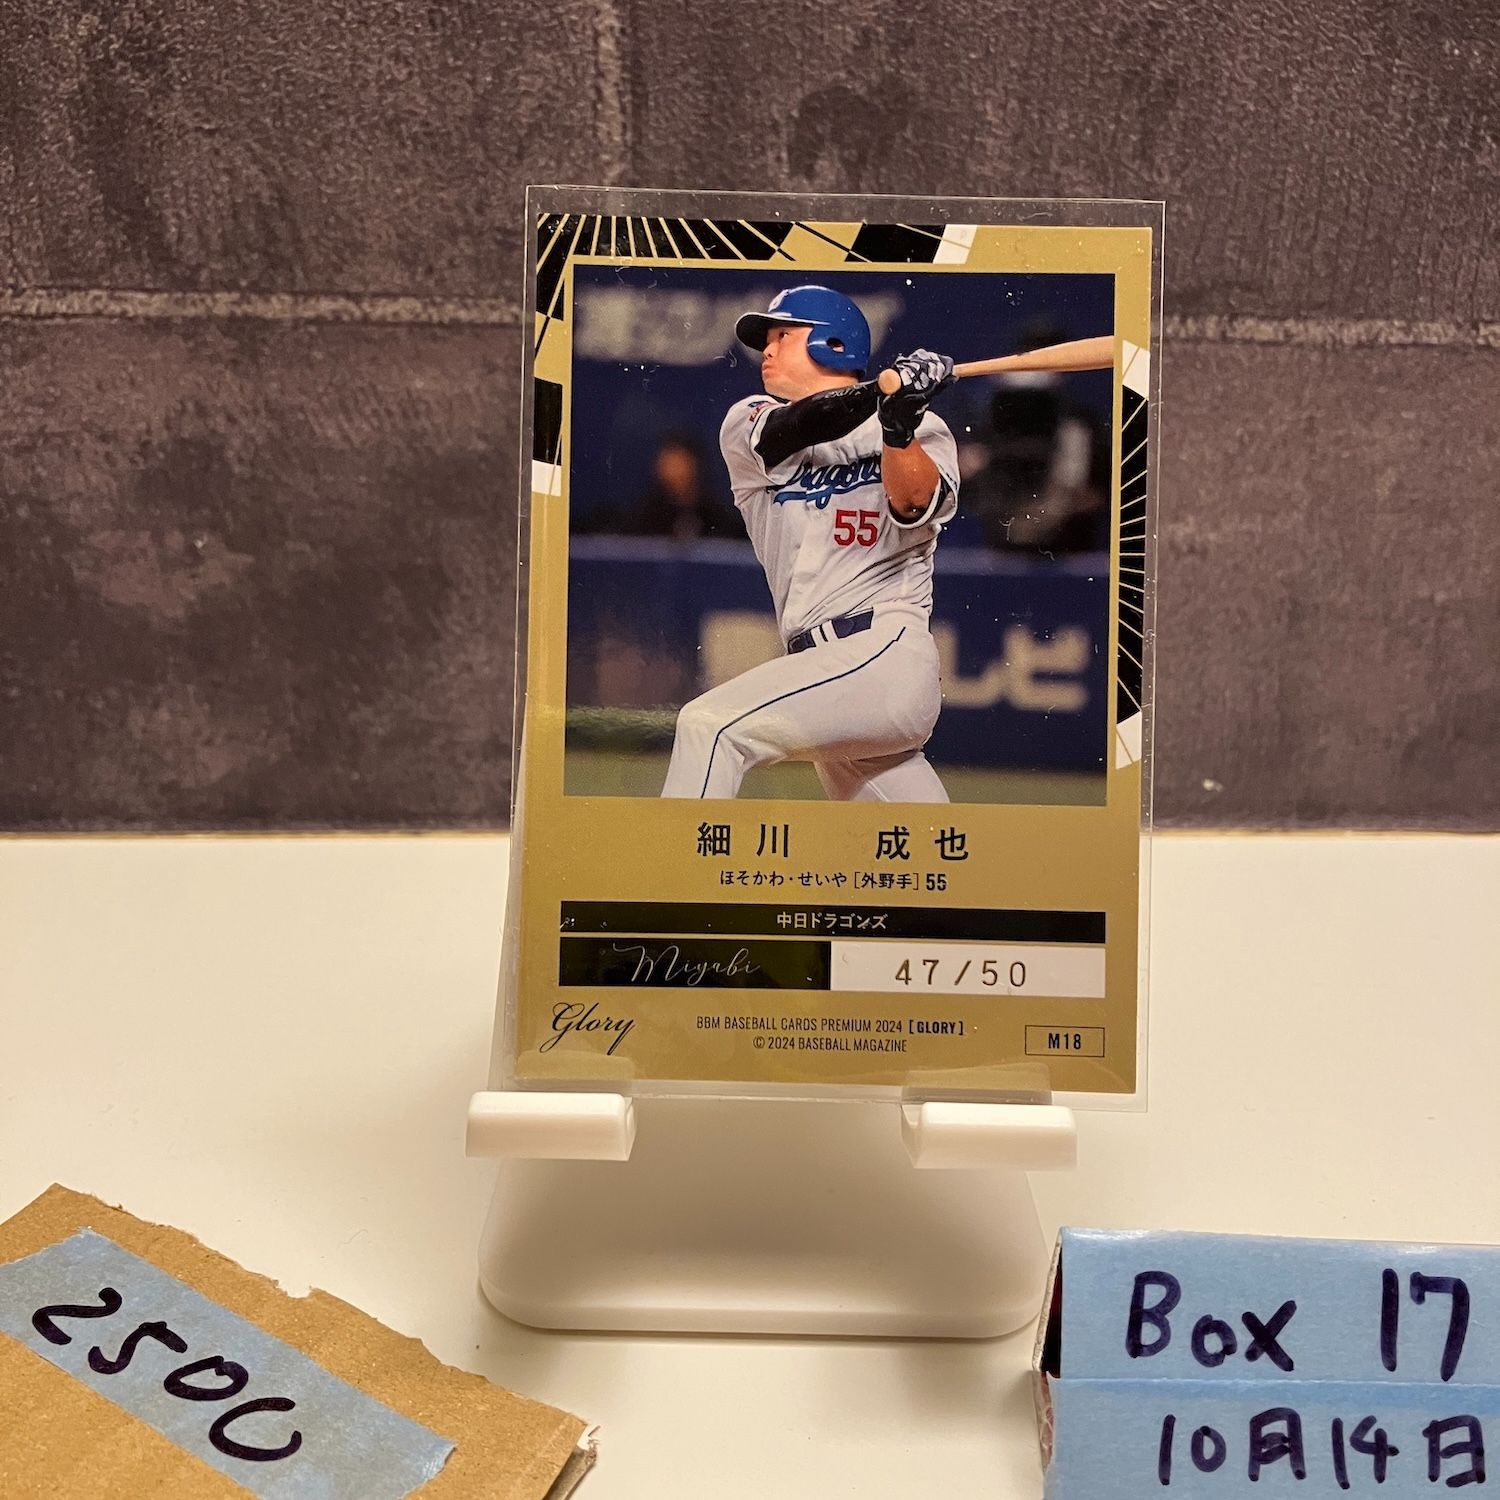 Dragons
55
細川 成也
ほそかわ・せいや [外野手] 55
中日ドラゴンズ
Miyabi 47/50
Glory
BBM BASEBALL CARDS PREMIUM 2024 [GLORY]
© 2024 BASEBALL MAGAZINE
M18
2500
Box 17
10月14日